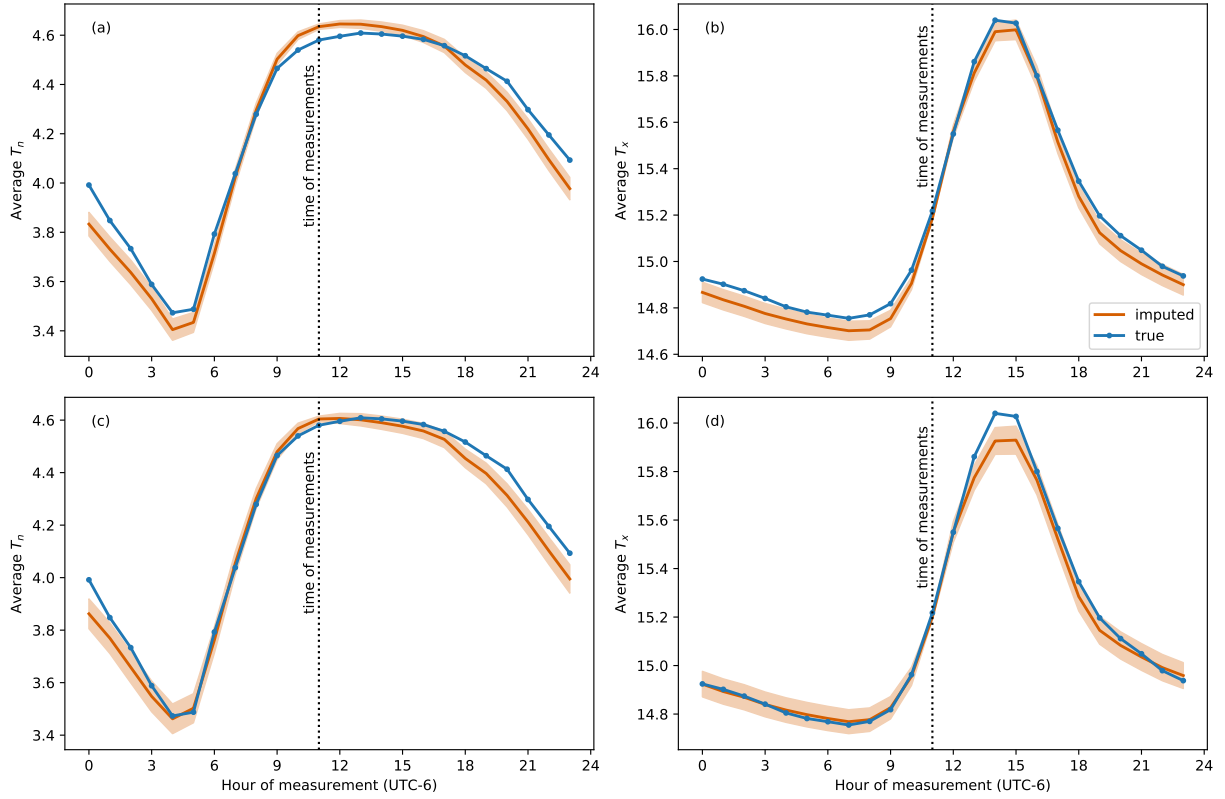 (a)
Average Tn
4.6
4.4
4.2
4.0
3.8
3.6
3.4
time of measurements
0 3 6 9 12 15 18 21 24
(b)
Average Tx
16.0
15.8
15.6
15.4
15.2
15.0
14.8
14.6
time of measurements
imputed
true
0 3 6 9 12 15 18 21 24
(c)
Average Tn
4.6
4.4
4.2
4.0
3.8
3.6
3.4
time of measurements
0 3 6 9 12 15 18 21 24
Hour of measurement (UTC-6)
(d)
Average Tx
16.0
15.8
15.6
15.4
15.2
15.0
14.8
time of measurements
0 3 6 9 12 15 18 21 24
Hour of measurement (UTC-6)